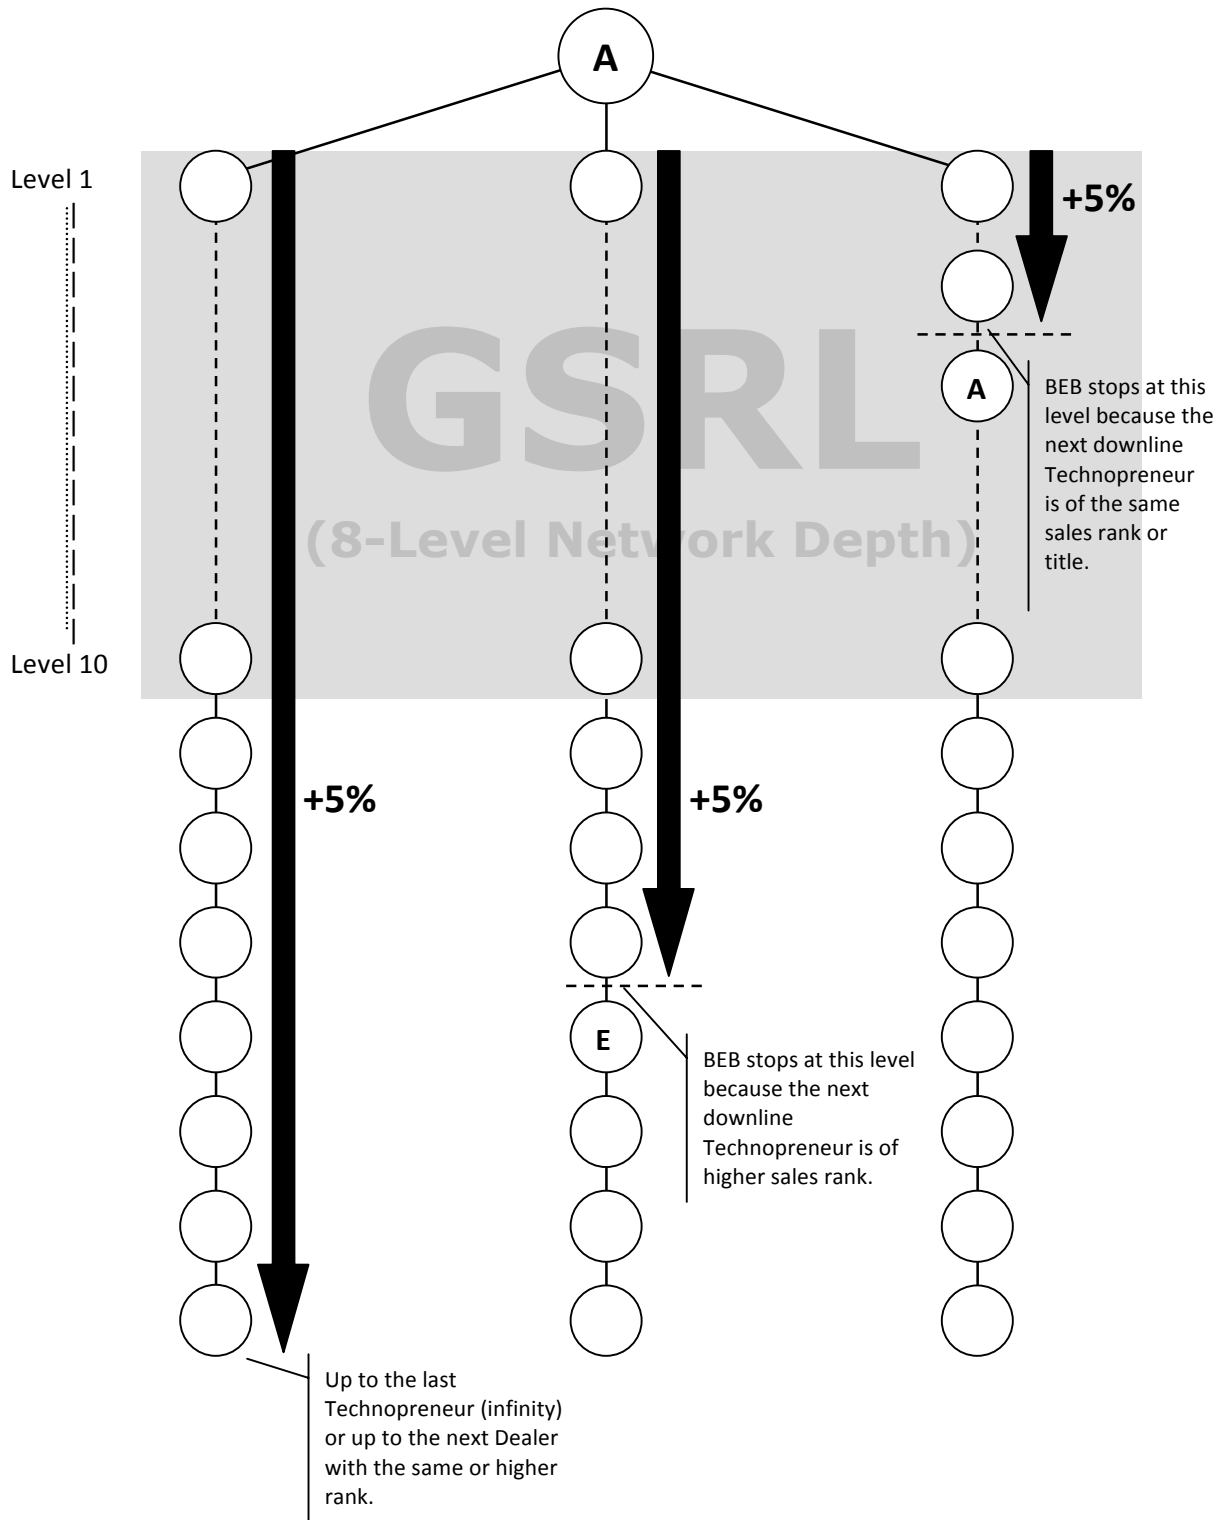 A
Level 1
+5%
GSRL
A
BEB stops at this
level because the
next downline
Technopreneur
is of the same
sales rank or
title.
(8-Level Network Depth)
Level 10
+5%
+5%
E
BEB stops at this level
because the next
downline
Technopreneur is of
higher sales rank.
Up to the last
Technopreneur (infinity)
or up to the next Dealer
with the same or higher
rank.